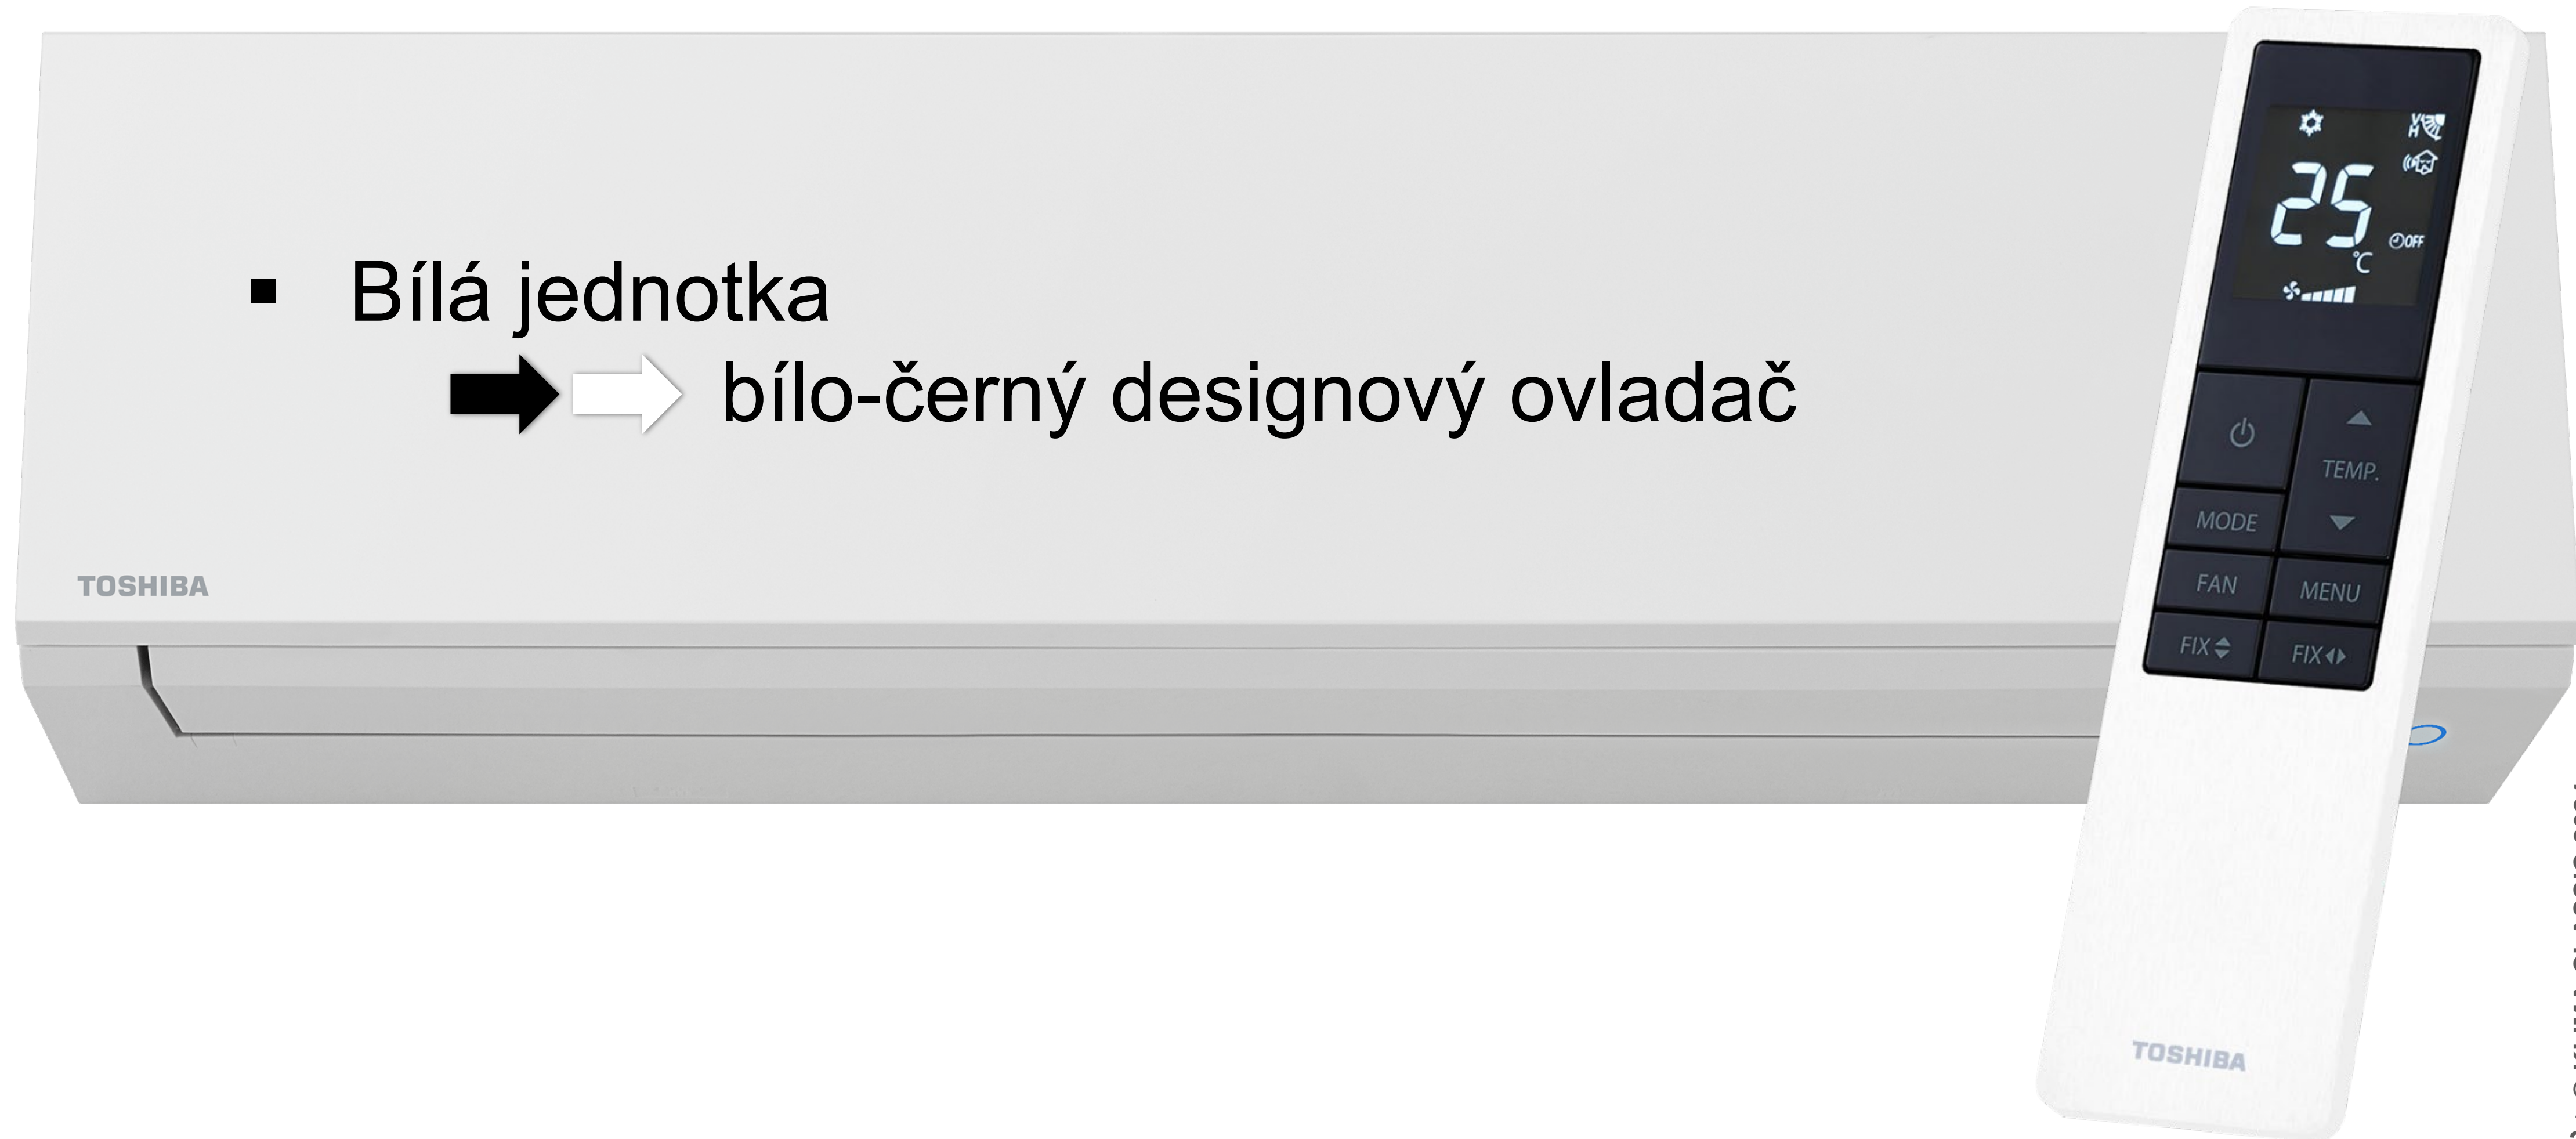 ▪ Bílá jednotka
bílo-černý designový ovladač
TOSHIBA
25 °C
OFF
TEMP.
MODE
FAN MENU
FIX FIX
TOSHIBA